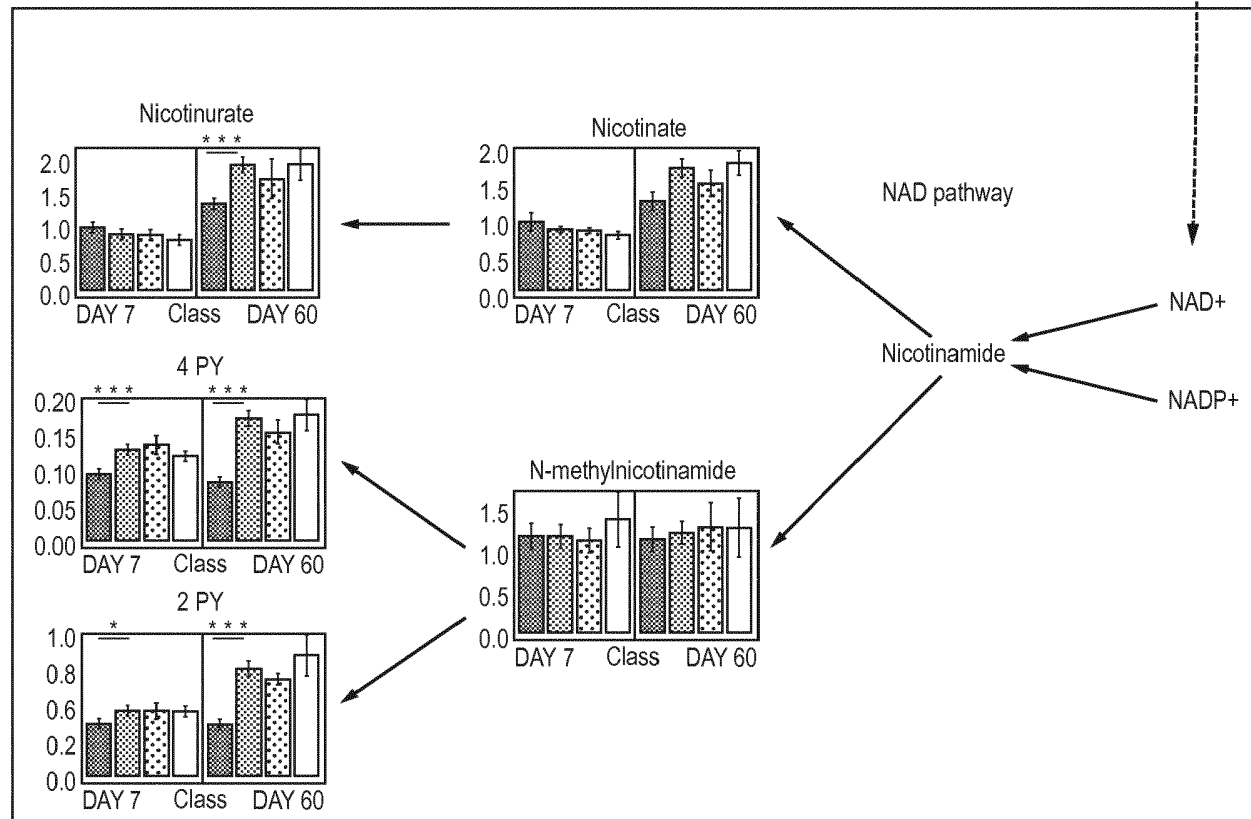 Nicotinurate
* * *
2.0
1.5
1.0
0.5
0.0
DAY 7 Class DAY 60
Nicotinate
2.0
1.5
1.0
0.5
0.0
DAY 7 Class DAY 60
NAD pathway
NAD+
Nicotinamide
NADP+
4 PY
* * * * * *
0.20
0.15
0.10
0.05
0.00
DAY 7 Class DAY 60
N-methylnicotinamide
1.5
1.0
0.5
0.0
DAY 7 Class DAY 60
2 PY
* * * *
1.0
0.8
0.6
0.2
0.0
DAY 7 Class DAY 60